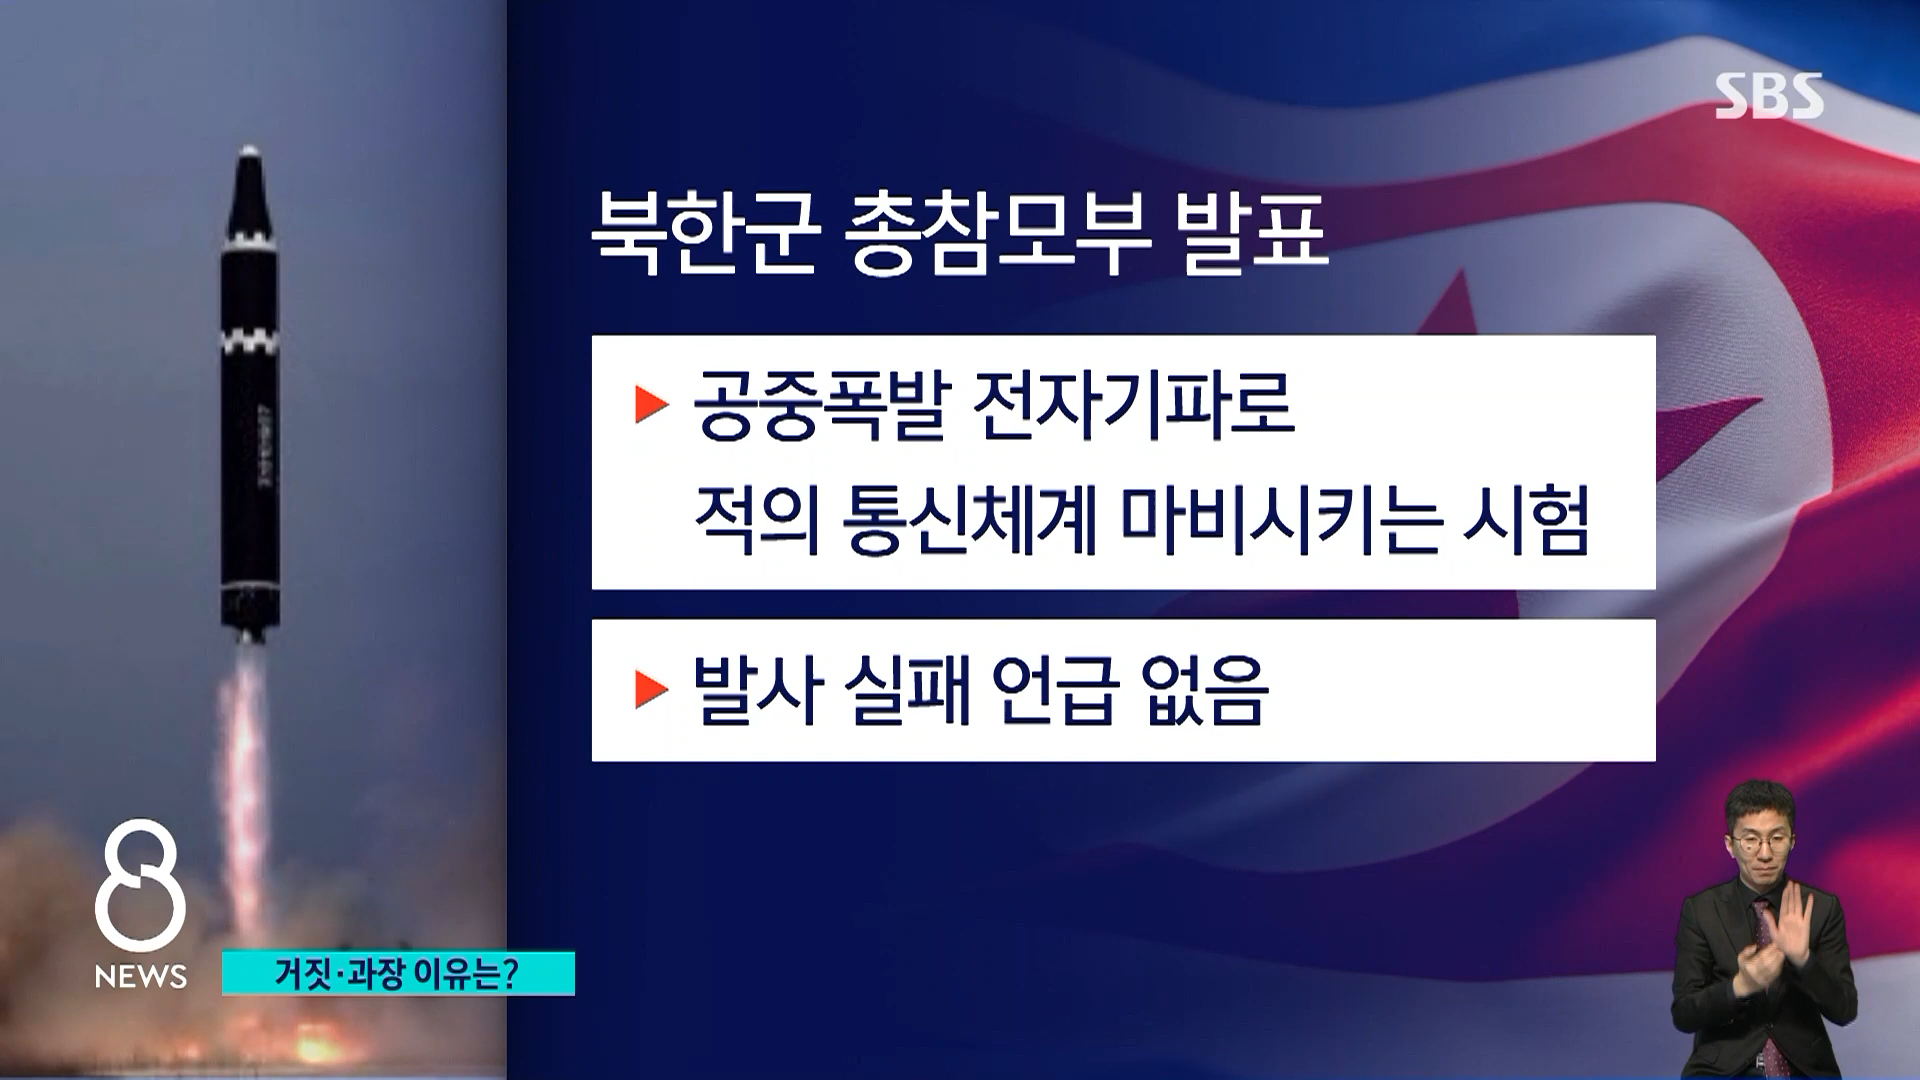 SBS
북한군 총참모부 발표
공중폭발 전자기파로
적의 통신체계 마비시키는 시험
발사 실패 언급 없음
8
NEWS
거짓·과장 이유는?